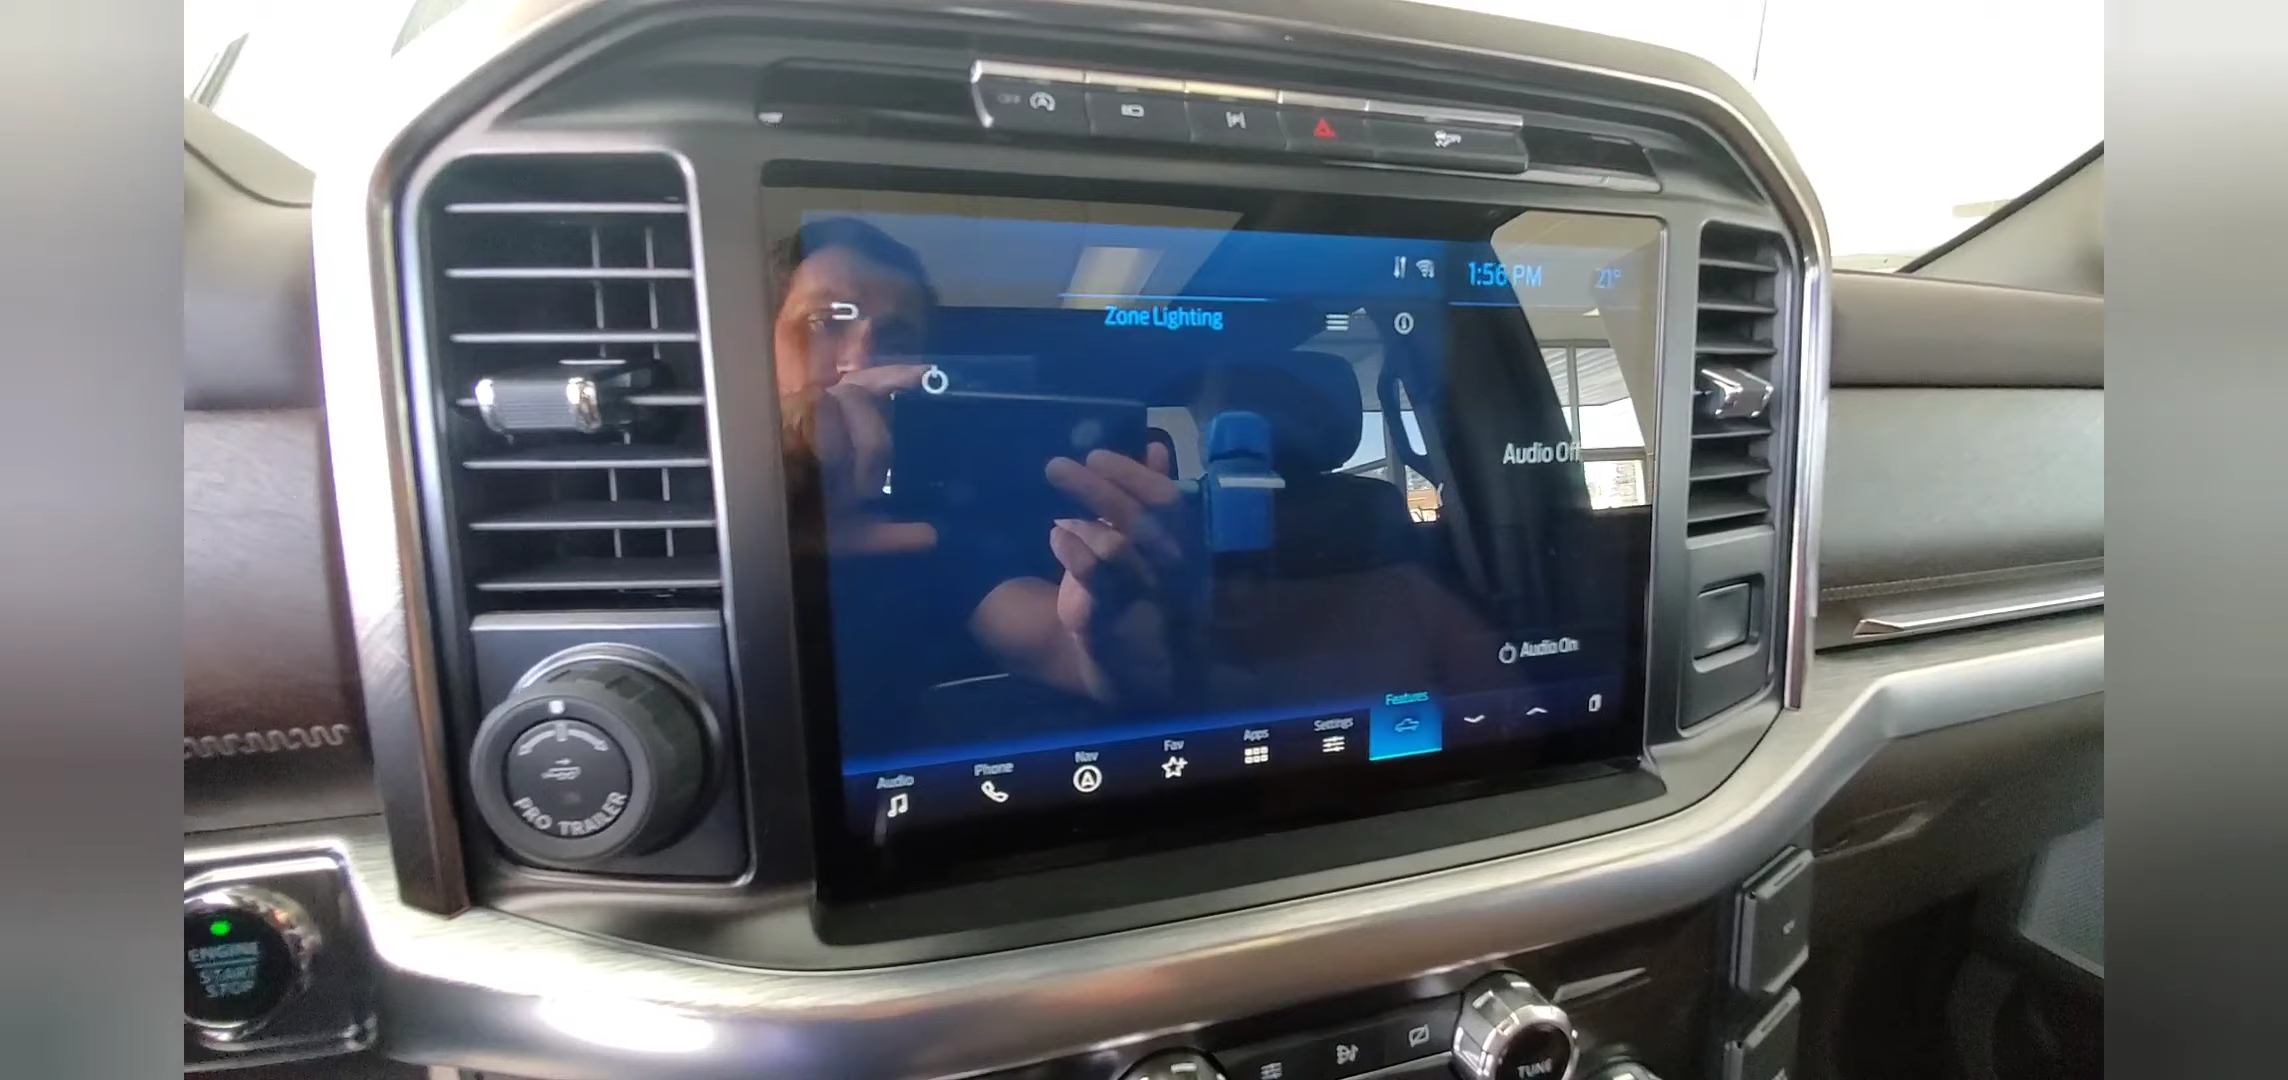 OFF
1:56 PM 21°
Zone Lighting
Audio Off
Audio On
Audio
Phone
Nav
Fav
Apps
Settings
Features
PRO TRAILER
ENGINE
START
STOP
TUNE